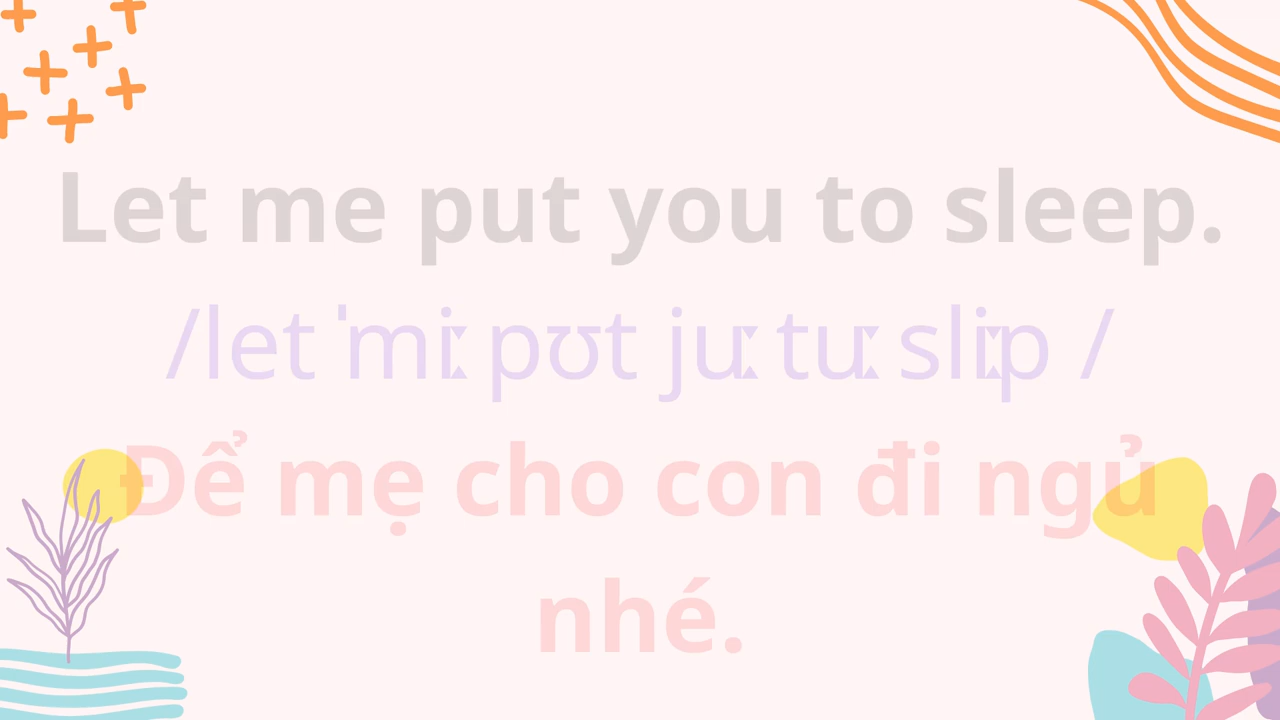 Let me put you to sleep.
/let ˈmiː pʊt juː tuː sliːp /
Để mẹ cho con đi ngủ
nhé.